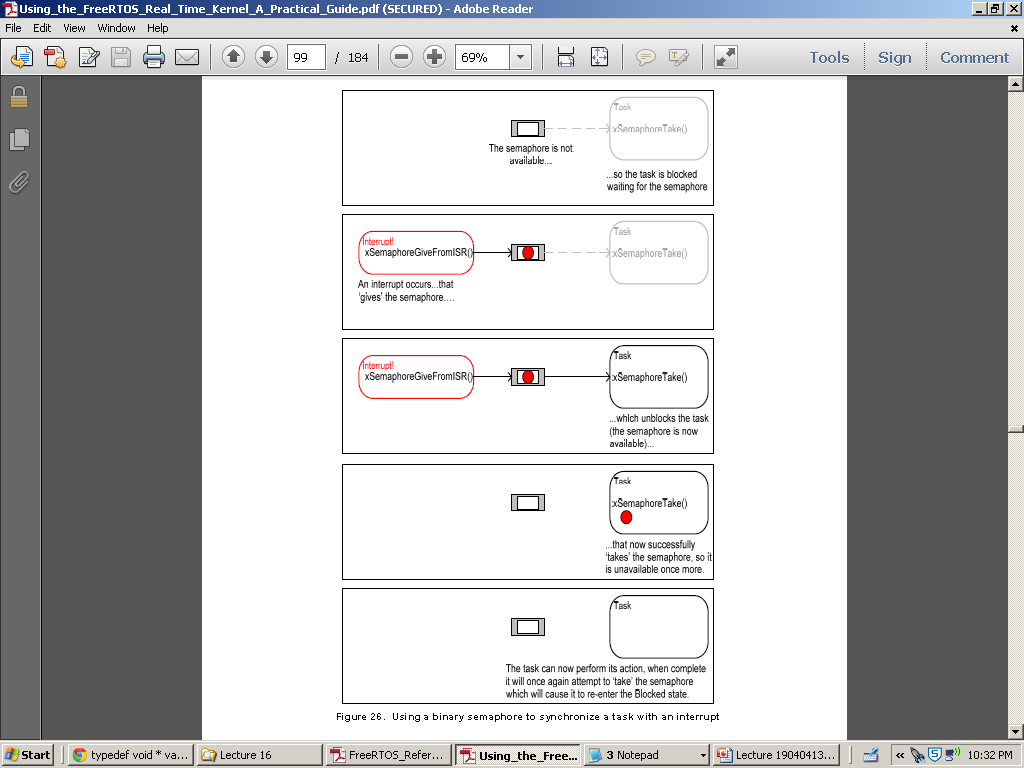 Using_the_FreeRTOS_Real_Time_Kernel_A_Practical_Guide.pdf (SECURED) - Adobe Reader
File Edit View Window Help
99 / 184 69% Tools Sign Comment
Task
xSemaphoreTake()
The semaphore is not
available...
...so the task is blocked
waiting for the semaphore
Interrupt!
xSemaphoreGiveFromISR()
Task
xSemaphoreTake()
An interrupt occurs...that
'gives' the semaphore....
Interrupt!
xSemaphoreGiveFromISR()
Task
xSemaphoreTake()
...which unblocks the task
(the semaphore is now
available)...
Task
xSemaphoreTake()
...that now successfully
'takes' the semaphore, so it
is unavailable once more.
Task
The task can now perform its action, when complete
it will once again attempt to 'take' the semaphore
which will cause it to re-enter the Blocked state.
Figure 26. Using a binary semaphore to synchronize a task with an interrupt
Start typedef void * va... Lecture 16 FreeRTOS_Refer... Using_the_Free... 3 Notepad Lecture 19040413... « 10:32 PM